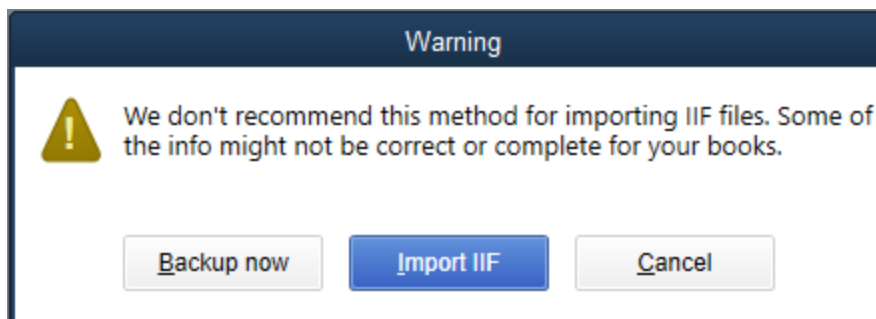 Warning
We don't recommend this method for importing IIF files. Some of
the info might not be correct or complete for your books.
Backup now
Import IIF
Cancel